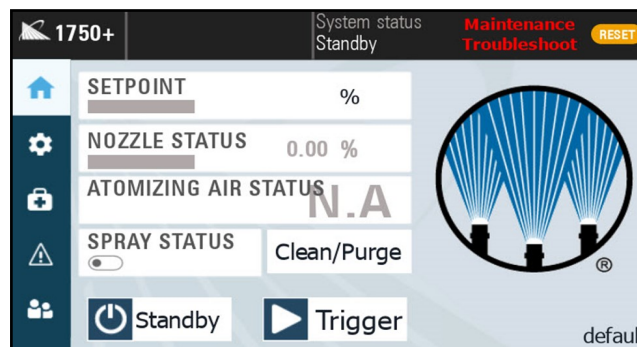 1750+
System status
Standby
Maintenance
Troubleshoot
RESET
SETPOINT
%
NOZZLE STATUS
0.00 %
ATOMIZING AIR STATUS
N.A
SPRAY STATUS
Clean/Purge
®
Standby
Trigger
defaul